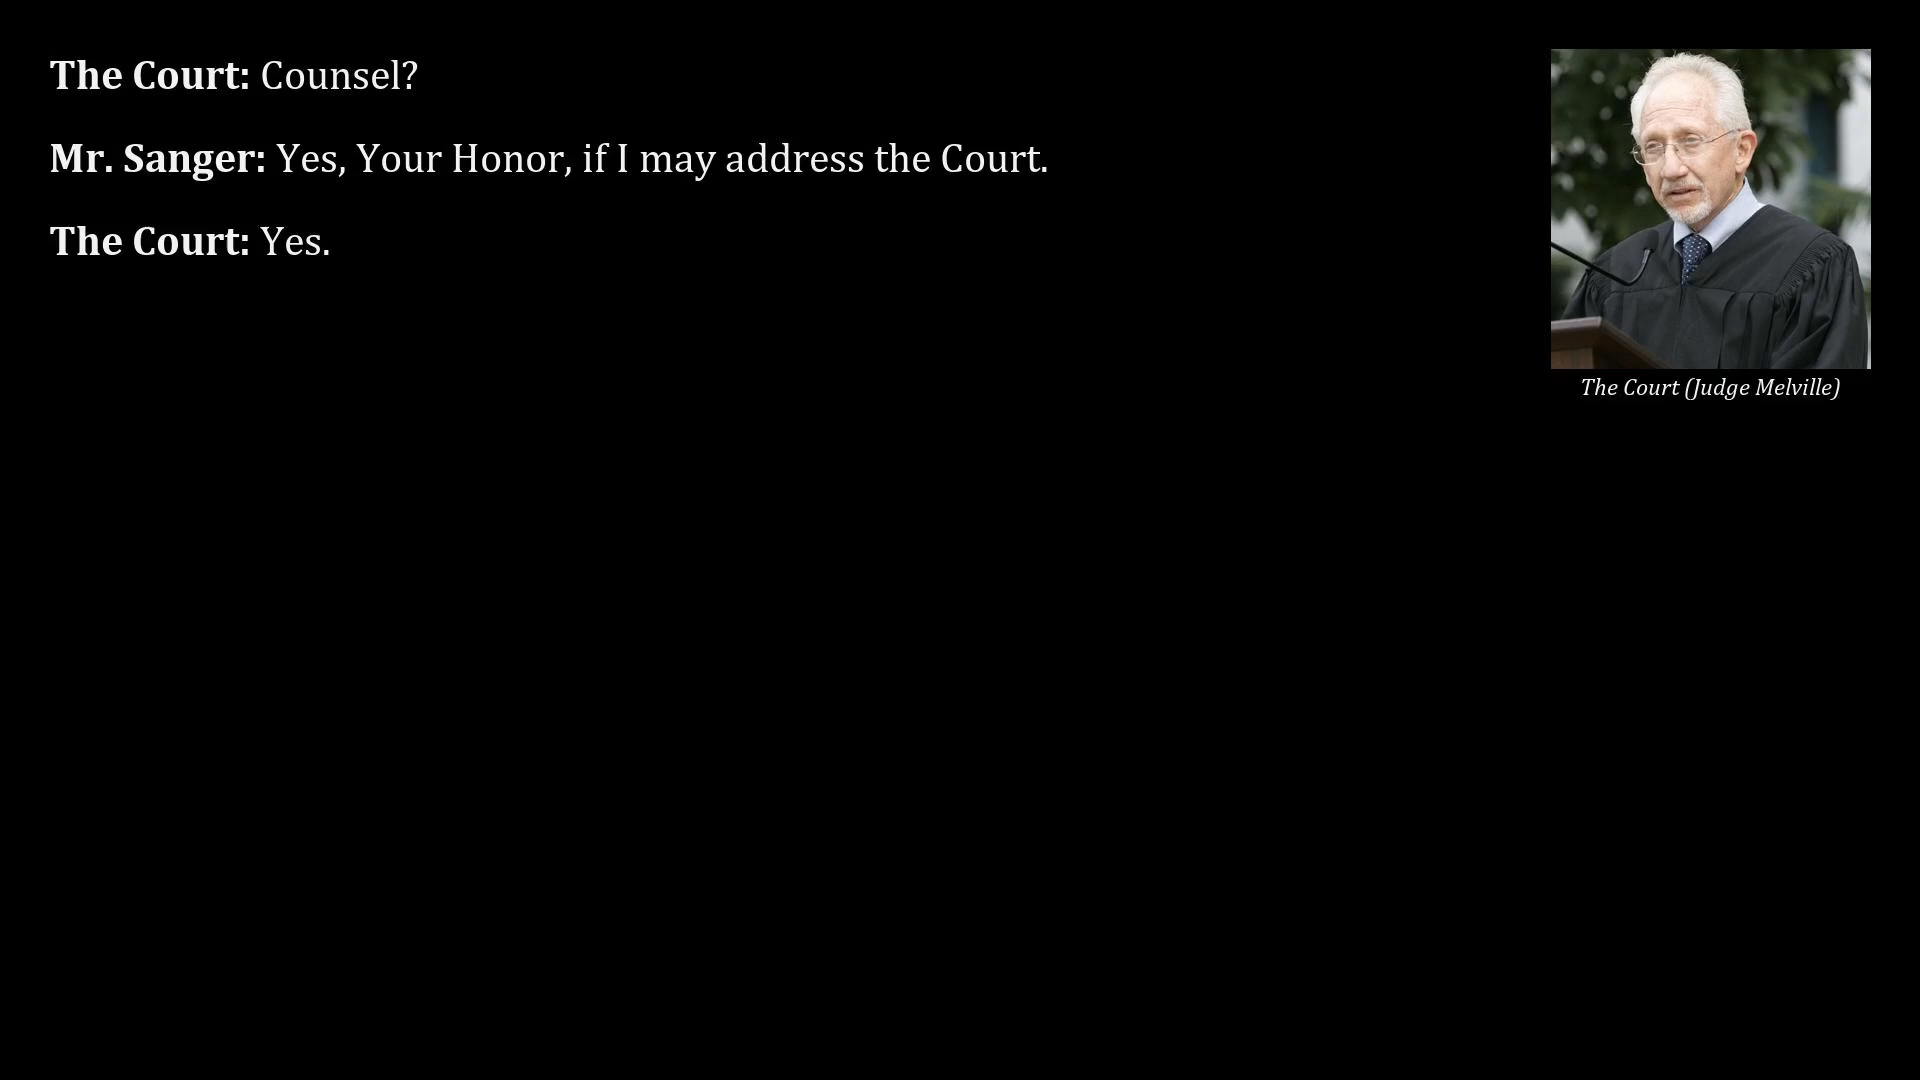 The Court: Counsel?
Mr. Sanger: Yes, Your Honor, if I may address the Court.
The Court: Yes.
The Court (Judge Melville)